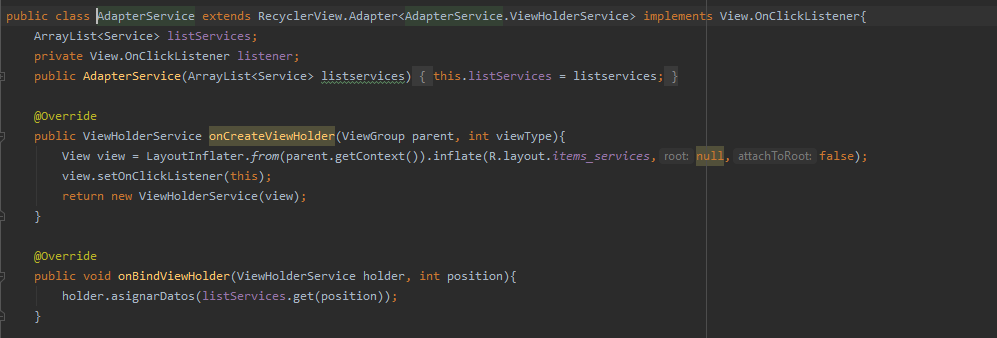 public class AdapterService extends RecyclerView.Adapter<AdapterService.ViewHolderService> implements View.OnClickListener{
ArrayList<Service> listServices;
private View.OnClickListener listener;
public AdapterService(ArrayList<Service> listservices) { this.listServices = listservices; }
@Override
public ViewHolderService onCreateViewHolder(ViewGroup parent, int viewType){
View view = LayoutInflater.from(parent.getContext()).inflate(R.layout.items_services, root: null, attachToRoot: false);
view.setOnClickListener(this);
return new ViewHolderService(view);
}
@Override
public void onBindViewHolder(ViewHolderService holder, int position){
holder.asignarDatos(listServices.get(position));
}